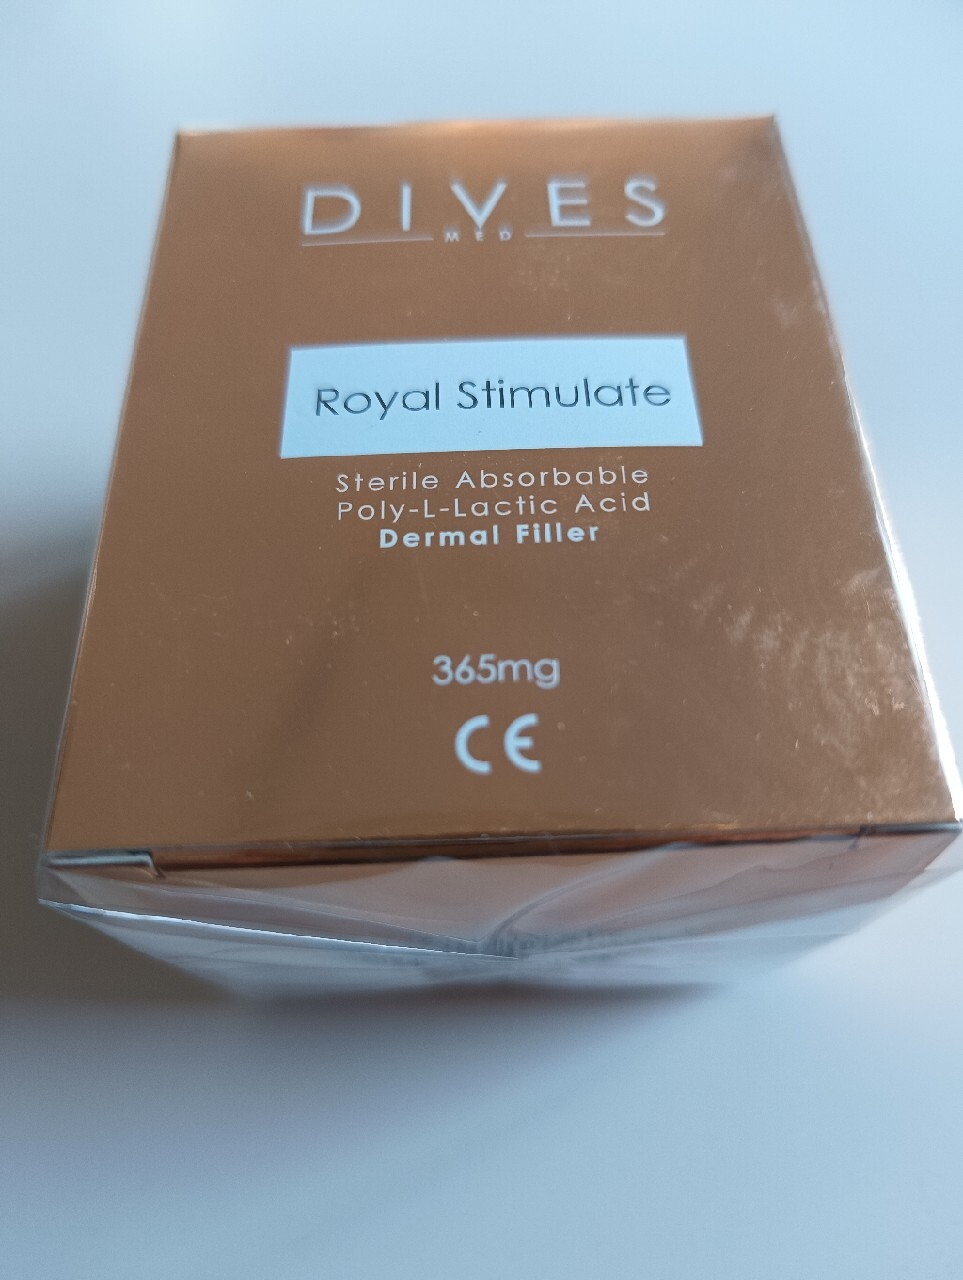 DIVES
MED
Royal Stimulate
Sterile Absorbable
Poly-L-Lactic Acid
Dermal Filler
365mg
CE